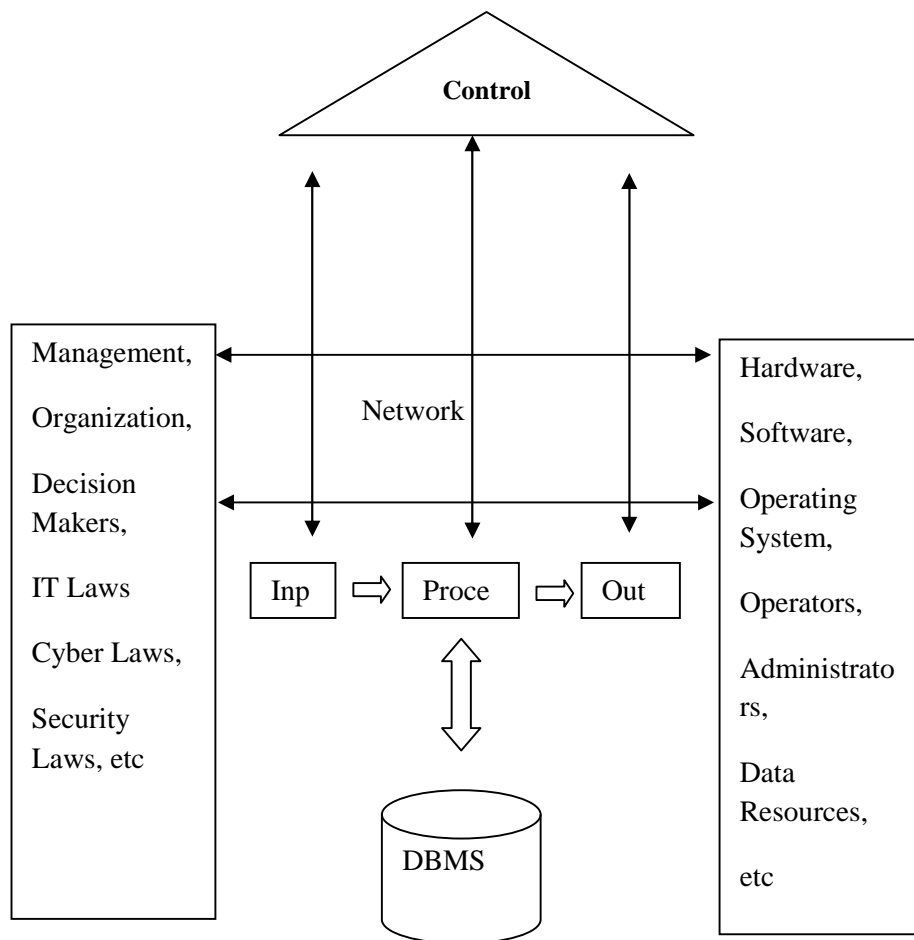 Control
Management,
Organization,
Decision
Makers,
IT Laws
Cyber Laws,
Security
Laws, etc
Network
Inp
Proce
Out
DBMS
Hardware,
Software,
Operating
System,
Operators,
Administrato
rs,
Data
Resources,
etc